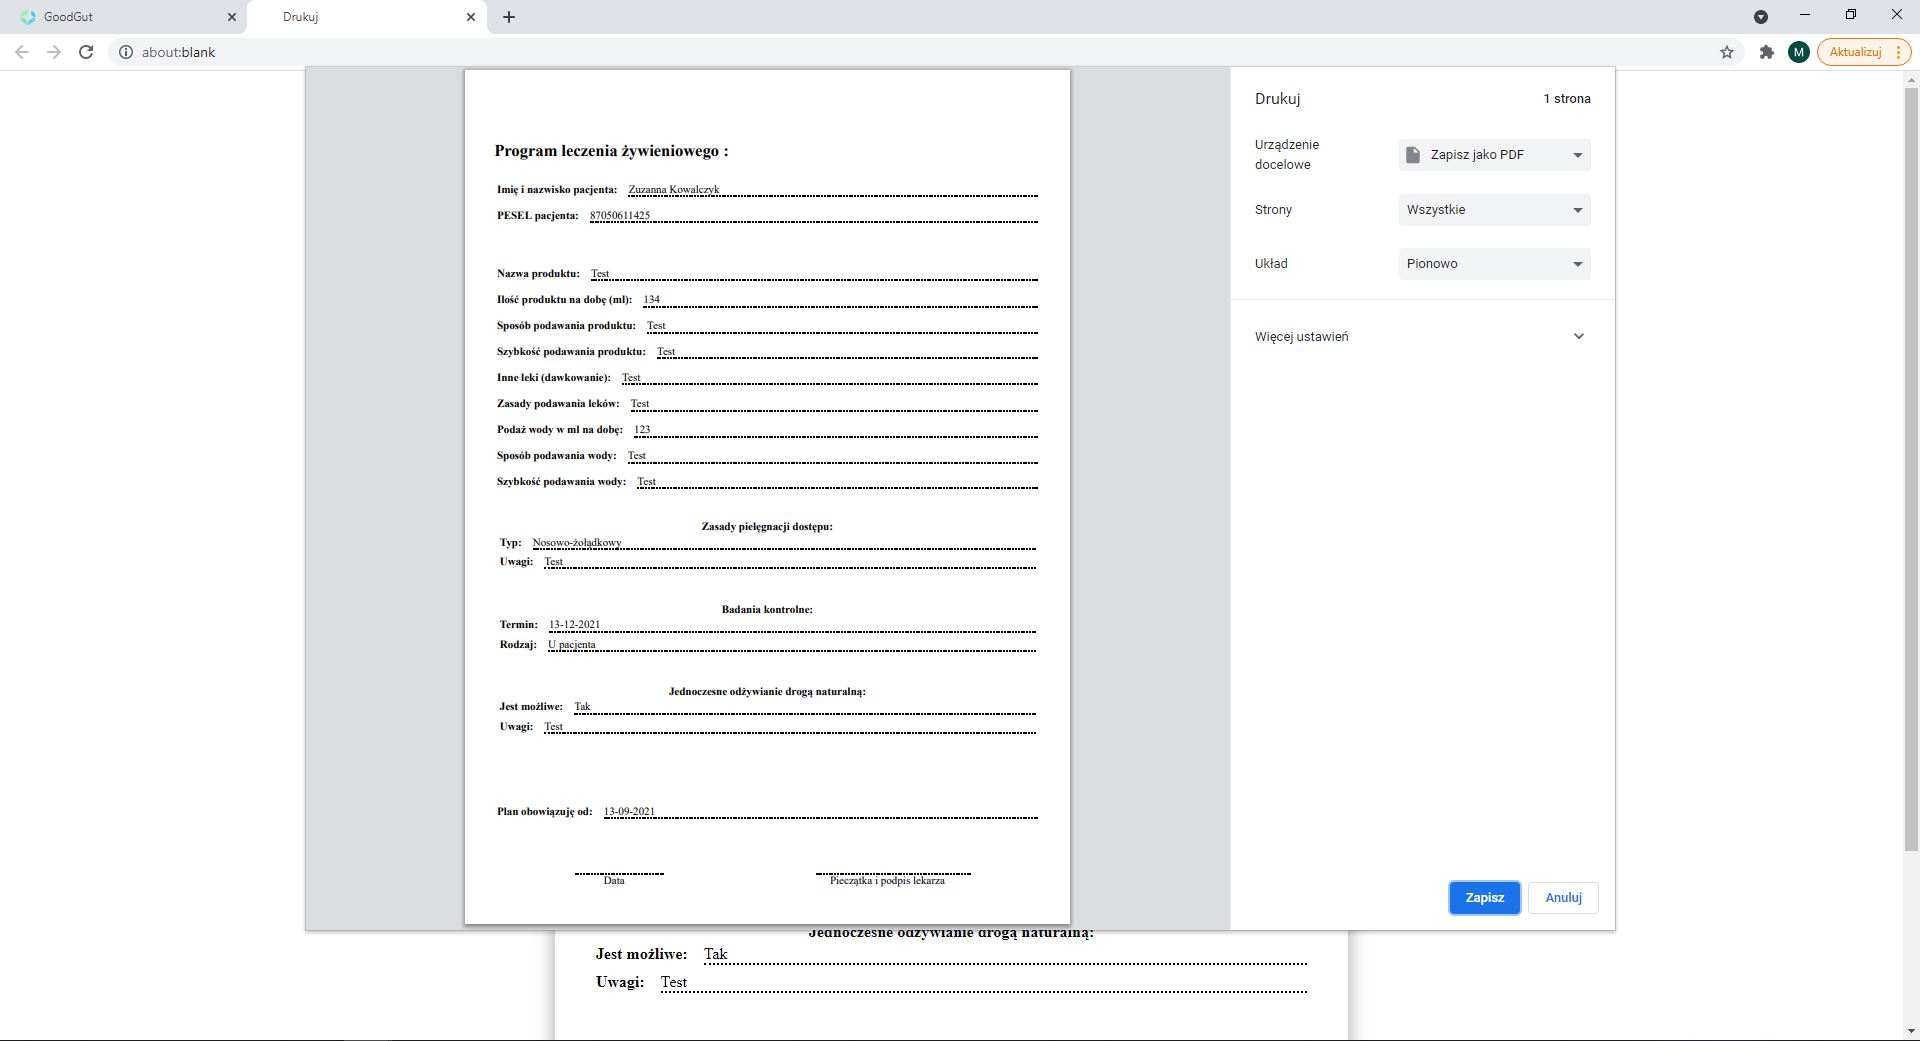 GoodGut
Drukuj
about:blank
M
Aktualizuj
Program leczenia żywieniowego :
Imię i nazwisko pacjenta: Zuzanna Kowalczyk
PESEL pacjenta: 87050611425
Nazwa produktu: Test
Ilość produktu na dobę (ml): 134
Sposób podawania produktu: Test
Szybkość podawania produktu: Test
Inne leki (dawkowanie): Test
Zasady podawania leków: Test
Podaż wody w ml na dobę: 123
Sposób podawania wody: Test
Szybkość podawania wody: Test
Zasady pielęgnacji dostępu:
Typ: Nosowo-żołądkowy
Uwagi: Test
Badania kontrolne:
Termin: 13-12-2021
Rodzaj: U pacjenta
Jednoczesne odżywianie drogą naturalną:
Jest możliwe: Tak
Uwagi: Test
Plan obowiązuję od: 13-09-2021
Data
Pieczątka i podpis lekarza
Drukuj
1 strona
Urządzenie
docelowe
Zapisz jako PDF
Strony
Wszystkie
Układ
Pionowo
Więcej ustawień
Zapisz
Anuluj
Jednoczesne odżywianie drogą naturalną:
Jest możliwe: Tak
Uwagi: Test